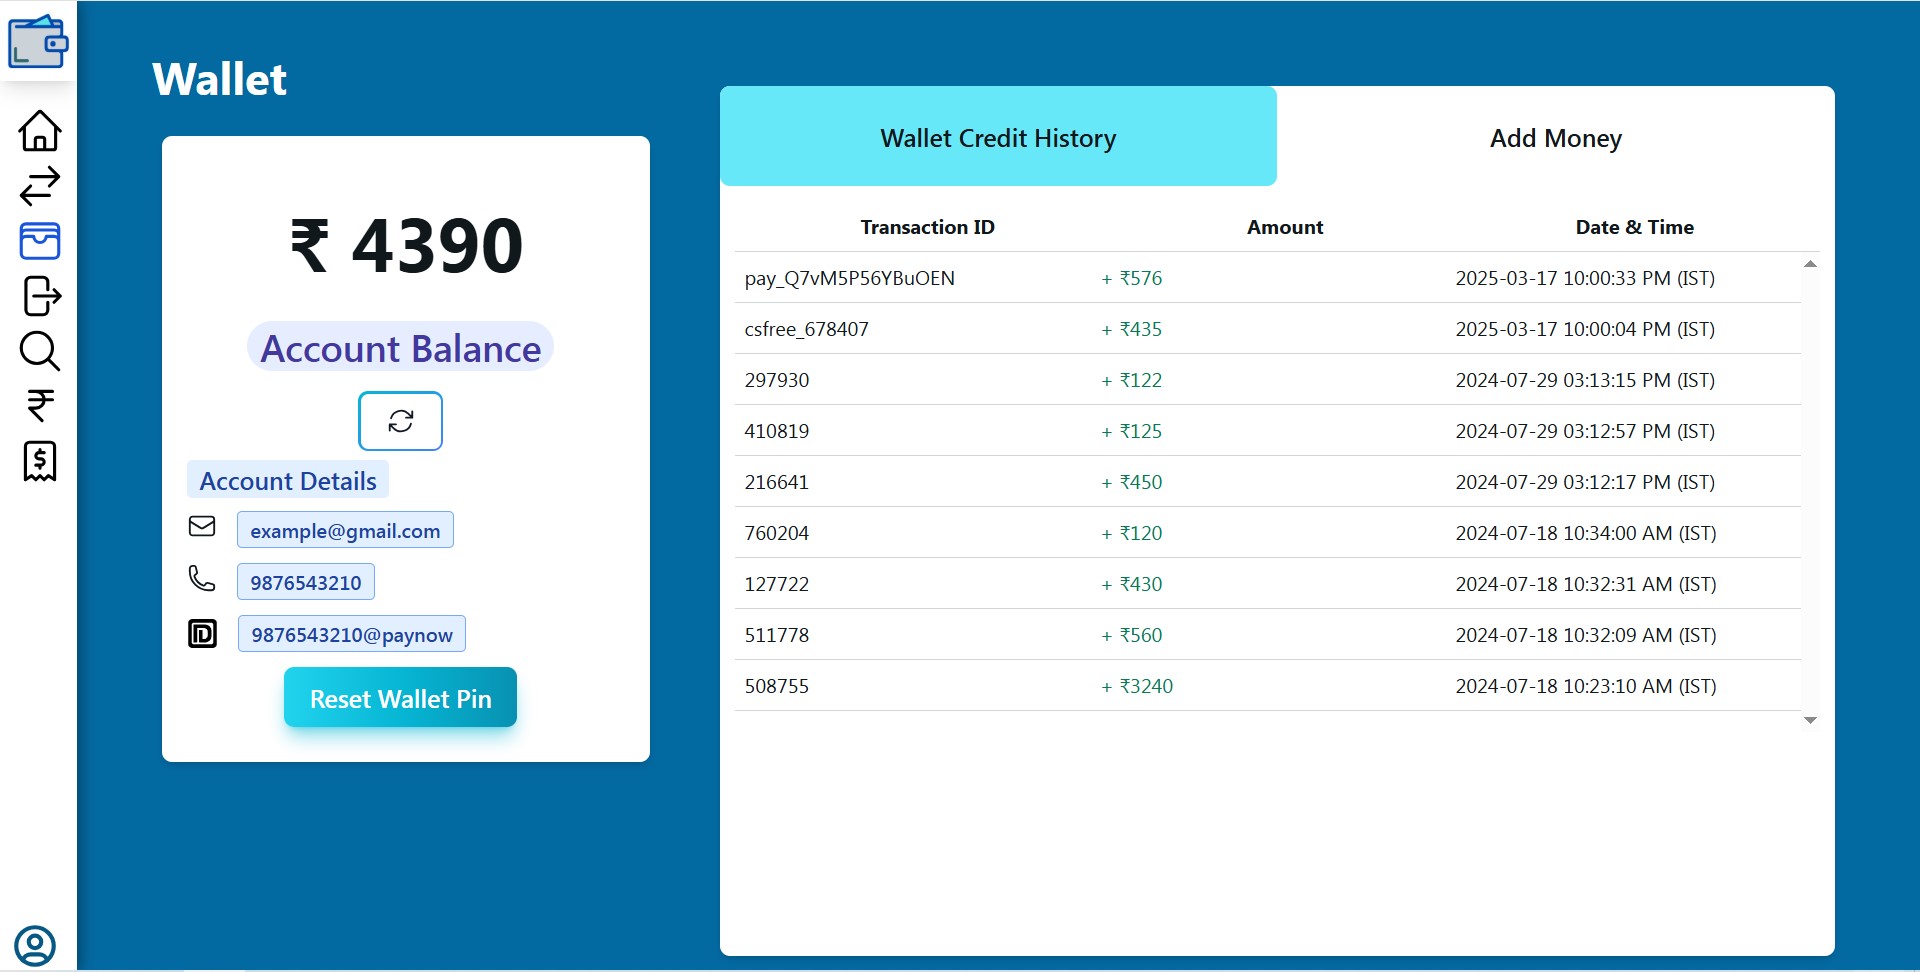 Wallet
₹ 4390
Account Balance
Account Details
example@gmail.com
9876543210
9876543210@paynow
Reset Wallet Pin
Wallet Credit History Add Money
Transaction ID Amount Date & Time
pay_Q7vM5P56YBuOEN + ₹576 2025-03-17 10:00:33 PM (IST)
csfree_678407 + ₹435 2025-03-17 10:00:04 PM (IST)
297930 + ₹122 2024-07-29 03:13:15 PM (IST)
410819 + ₹125 2024-07-29 03:12:57 PM (IST)
216641 + ₹450 2024-07-29 03:12:17 PM (IST)
760204 + ₹120 2024-07-18 10:34:00 AM (IST)
127722 + ₹430 2024-07-18 10:32:31 AM (IST)
511778 + ₹560 2024-07-18 10:32:09 AM (IST)
508755 + ₹3240 2024-07-18 10:23:10 AM (IST)